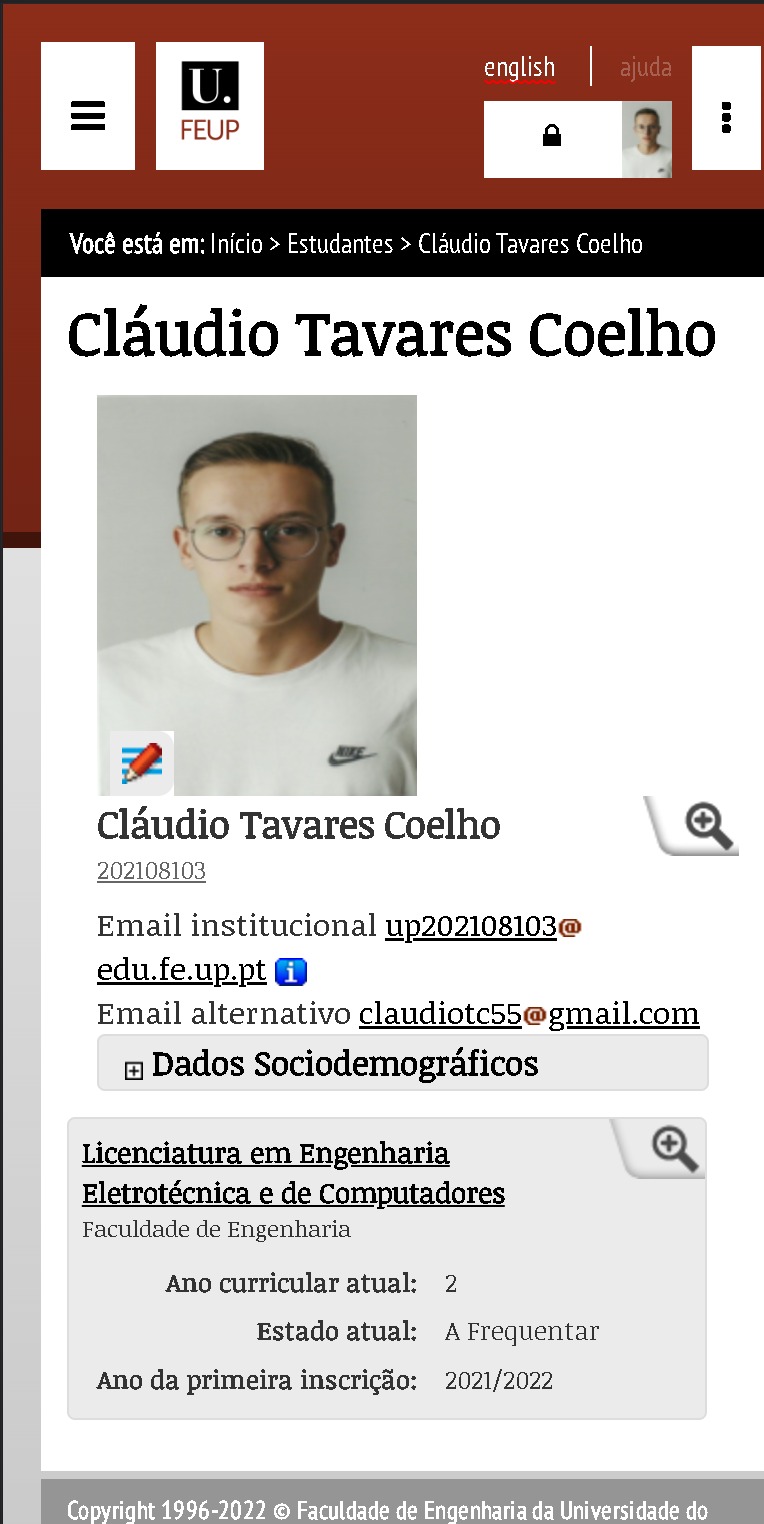 U.
FEUP
english
ajuda
Você está em: Início > Estudantes > Cláudio Tavares Coelho
Cláudio Tavares Coelho
NIKE
Cláudio Tavares Coelho
202108103
Email institucional up202108103@
edu.fe.up.pt i
Email alternativo claudiotc55@gmail.com
Dados Sociodemográficos
Licenciatura em Engenharia
Eletrotécnica e de Computadores
Faculdade de Engenharia
Ano curricular atual: 2
Estado atual: A Frequentar
Ano da primeira inscrição: 2021/2022
Copyright 1996-2022 © Faculdade de Engenharia da Universidade do